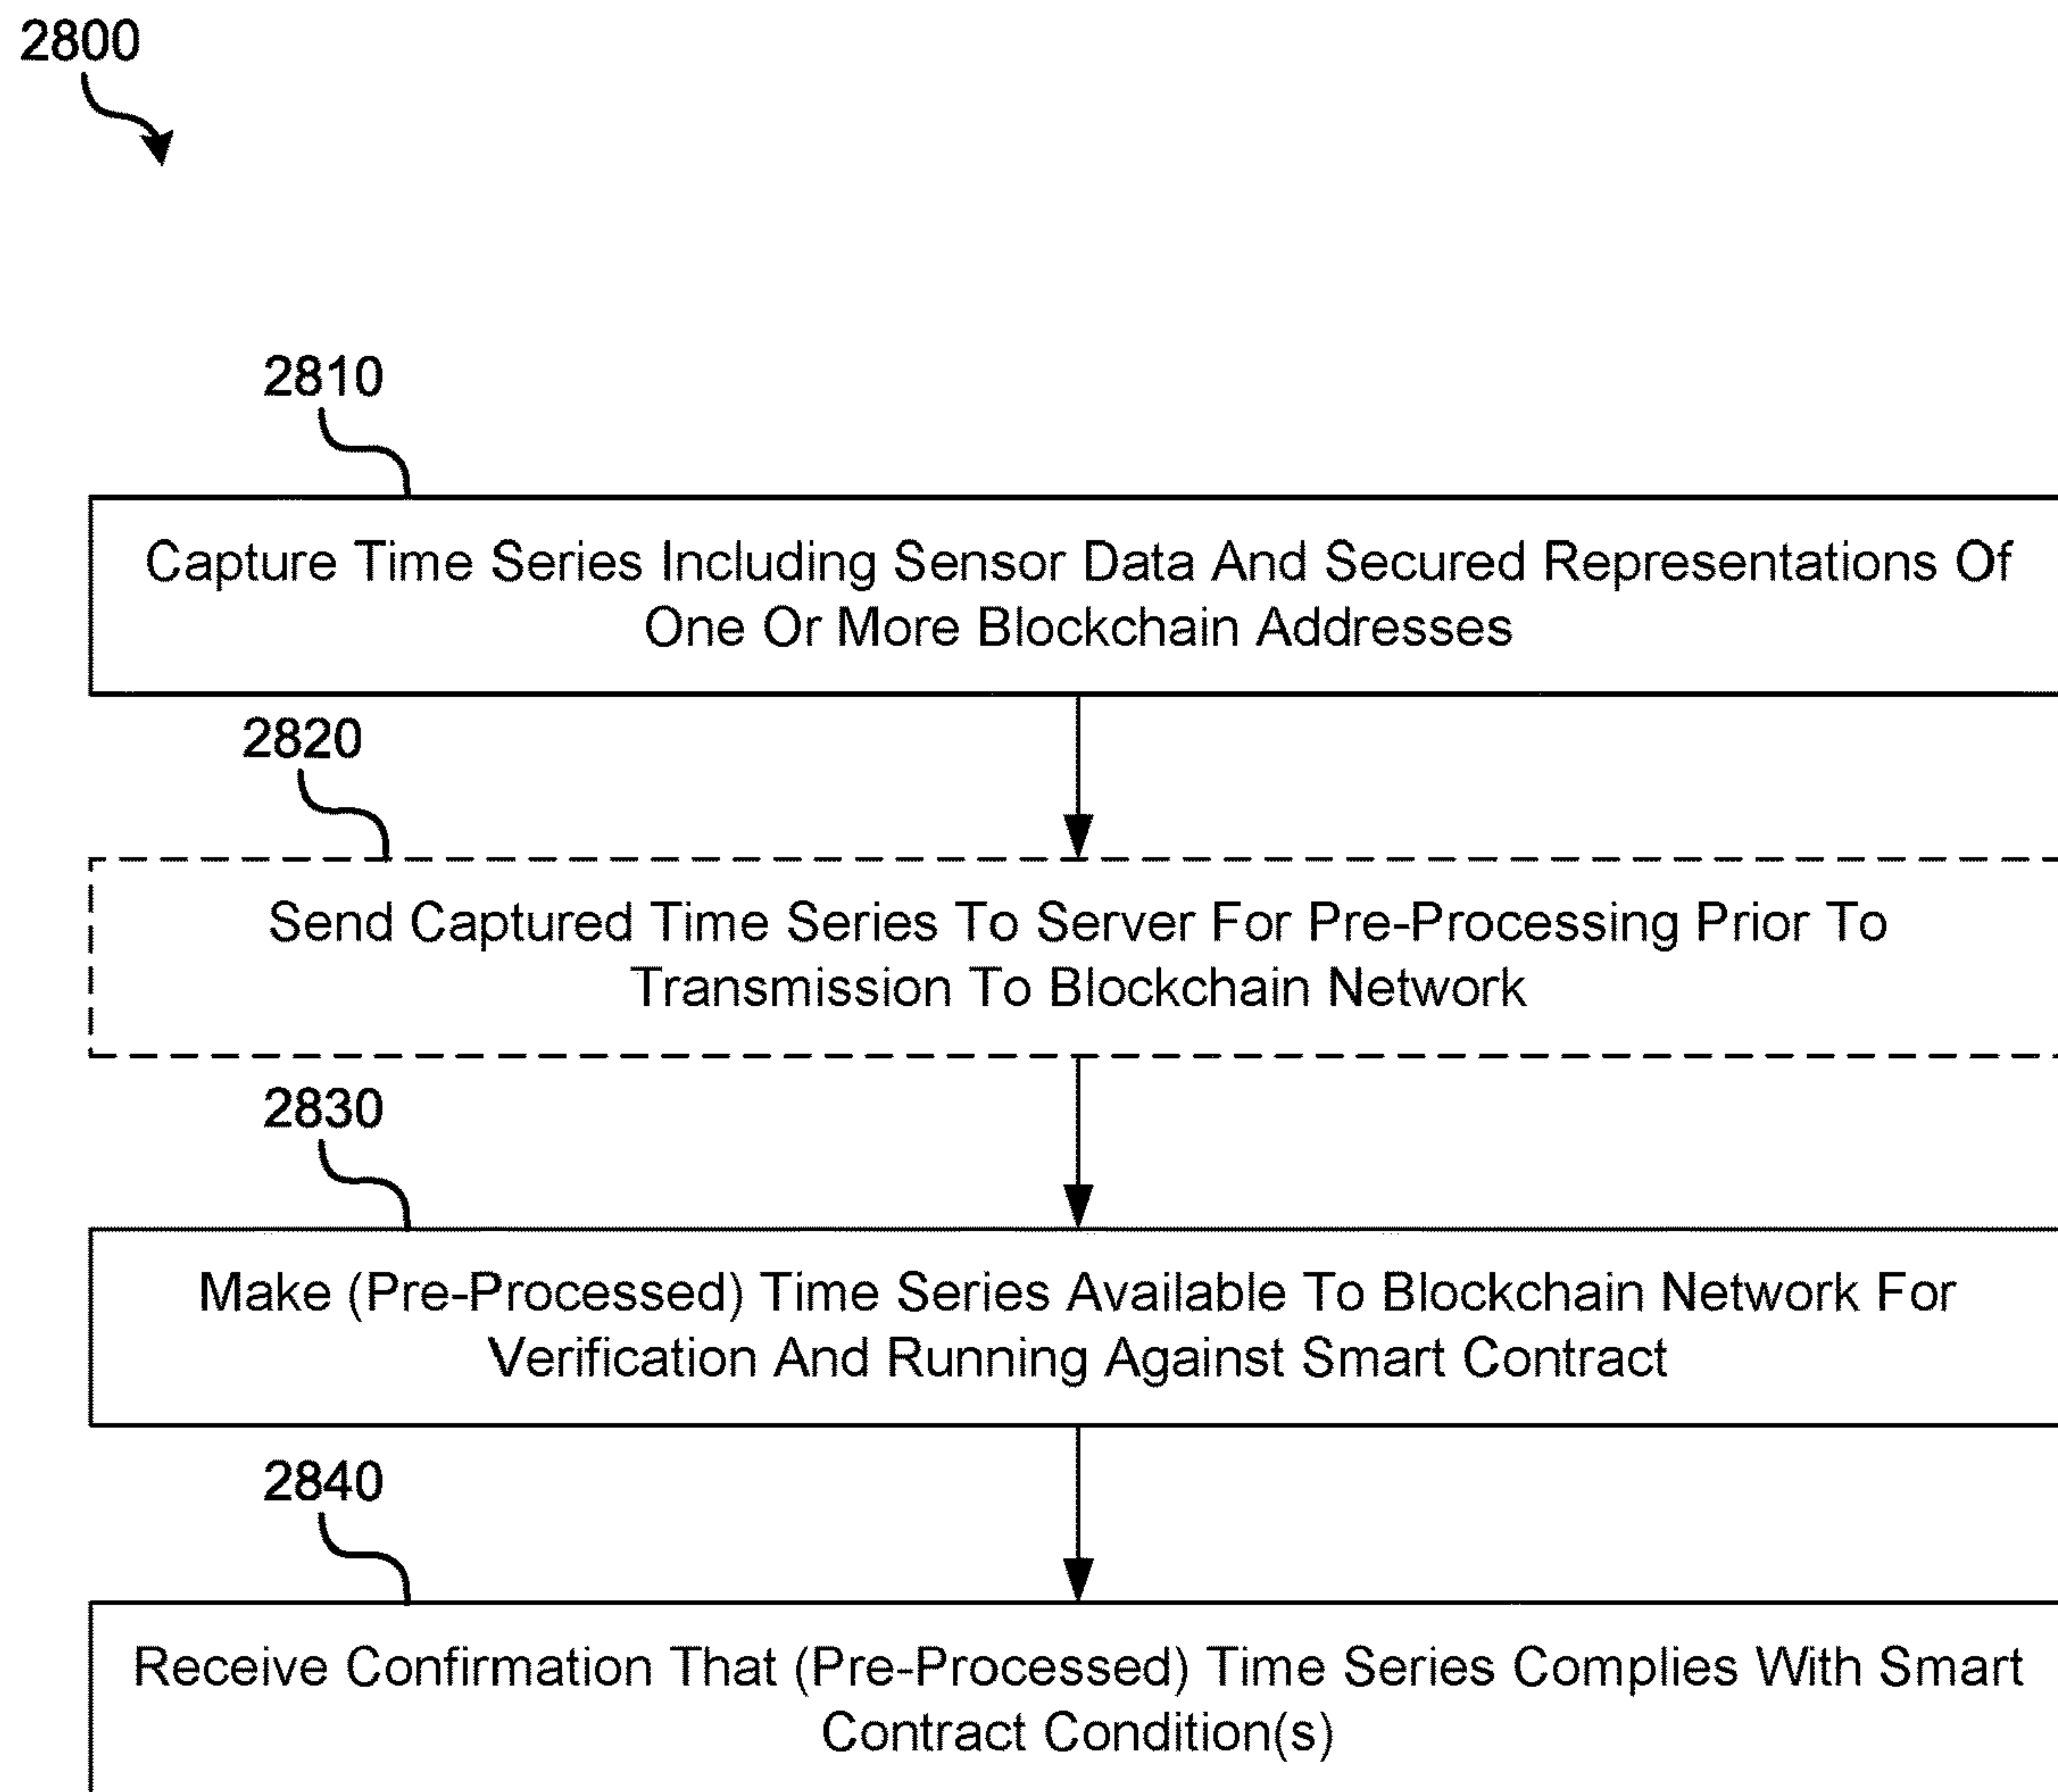 2800
2810
Capture Time Series Including Sensor Data And Secured Representations Of
One Or More Blockchain Addresses
2820
Send Captured Time Series To Server For Pre-Processing Prior To
Transmission To Blockchain Network
2830
Make (Pre-Processed) Time Series Available To Blockchain Network For
Verification And Running Against Smart Contract
2840
Receive Confirmation That (Pre-Processed) Time Series Complies With Smart
Contract Condition(s)